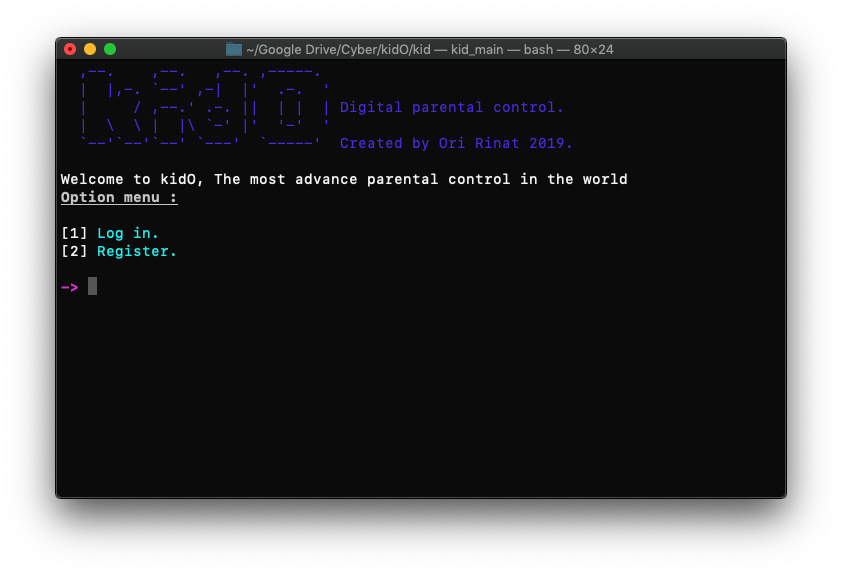 ~/Google Drive/Cyber/kidO/kid — kid_main — bash — 80×24
kidO
Digital parental control.
Created by Ori Rinat 2019.
Welcome to kidO, The most advance parental control in the world
Option menu :
[1] Log in.
[2] Register.
->